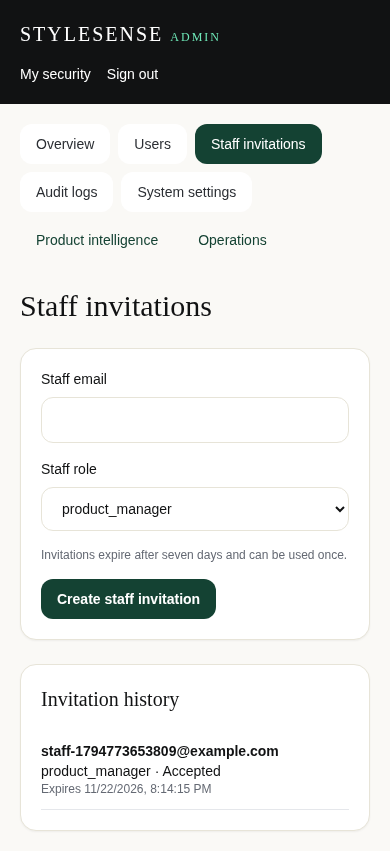 STYLESENSE ADMIN
My security Sign out
Overview Users Staff invitations
Audit logs System settings
Product intelligence Operations
Staff invitations
Staff email
Staff role
product_manager
Invitations expire after seven days and can be used once.
Create staff invitation
Invitation history
staff-1794773653809@example.com
product_manager · Accepted
Expires 11/22/2026, 8:14:15 PM